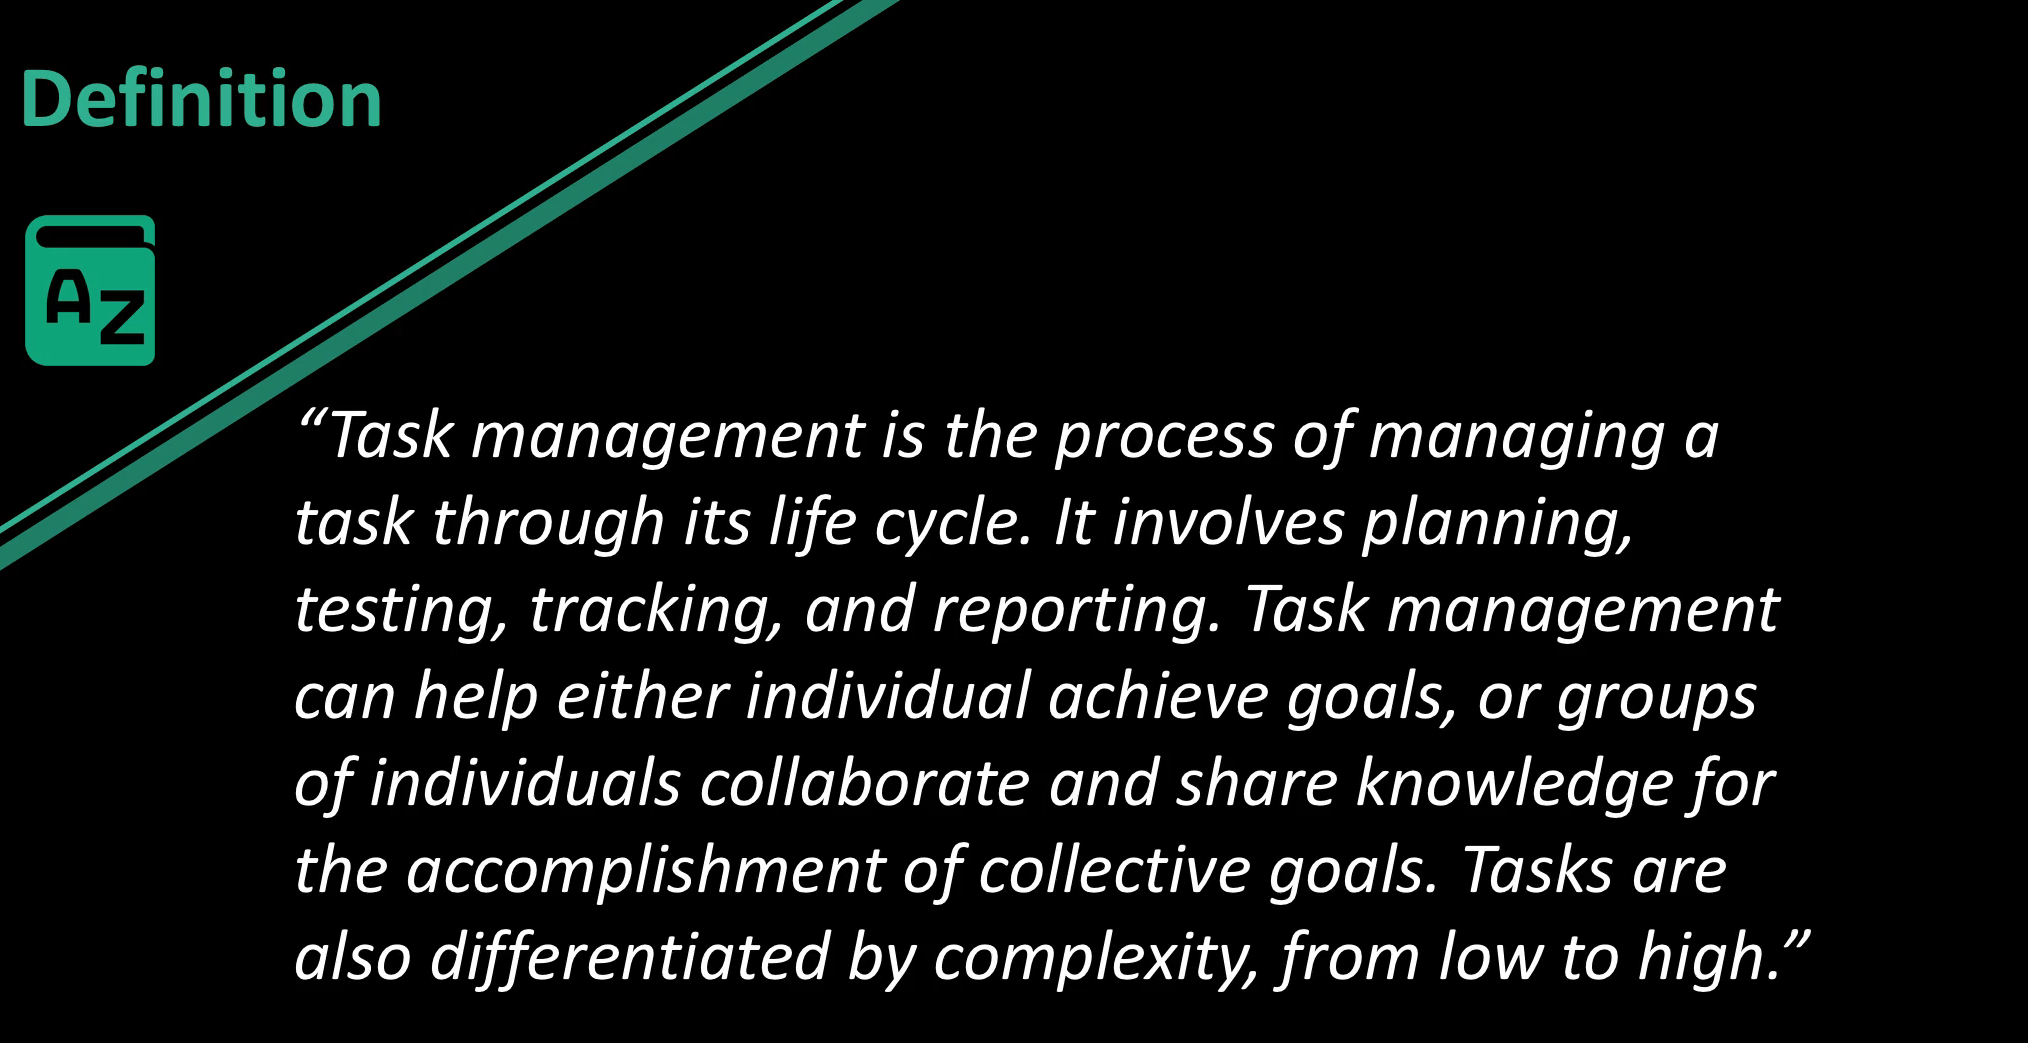 Definition
AZ
“Task management is the process of managing a
task through its life cycle. It involves planning,
testing, tracking, and reporting. Task management
can help either individual achieve goals, or groups
of individuals collaborate and share knowledge for
the accomplishment of collective goals. Tasks are
also differentiated by complexity, from low to high.”